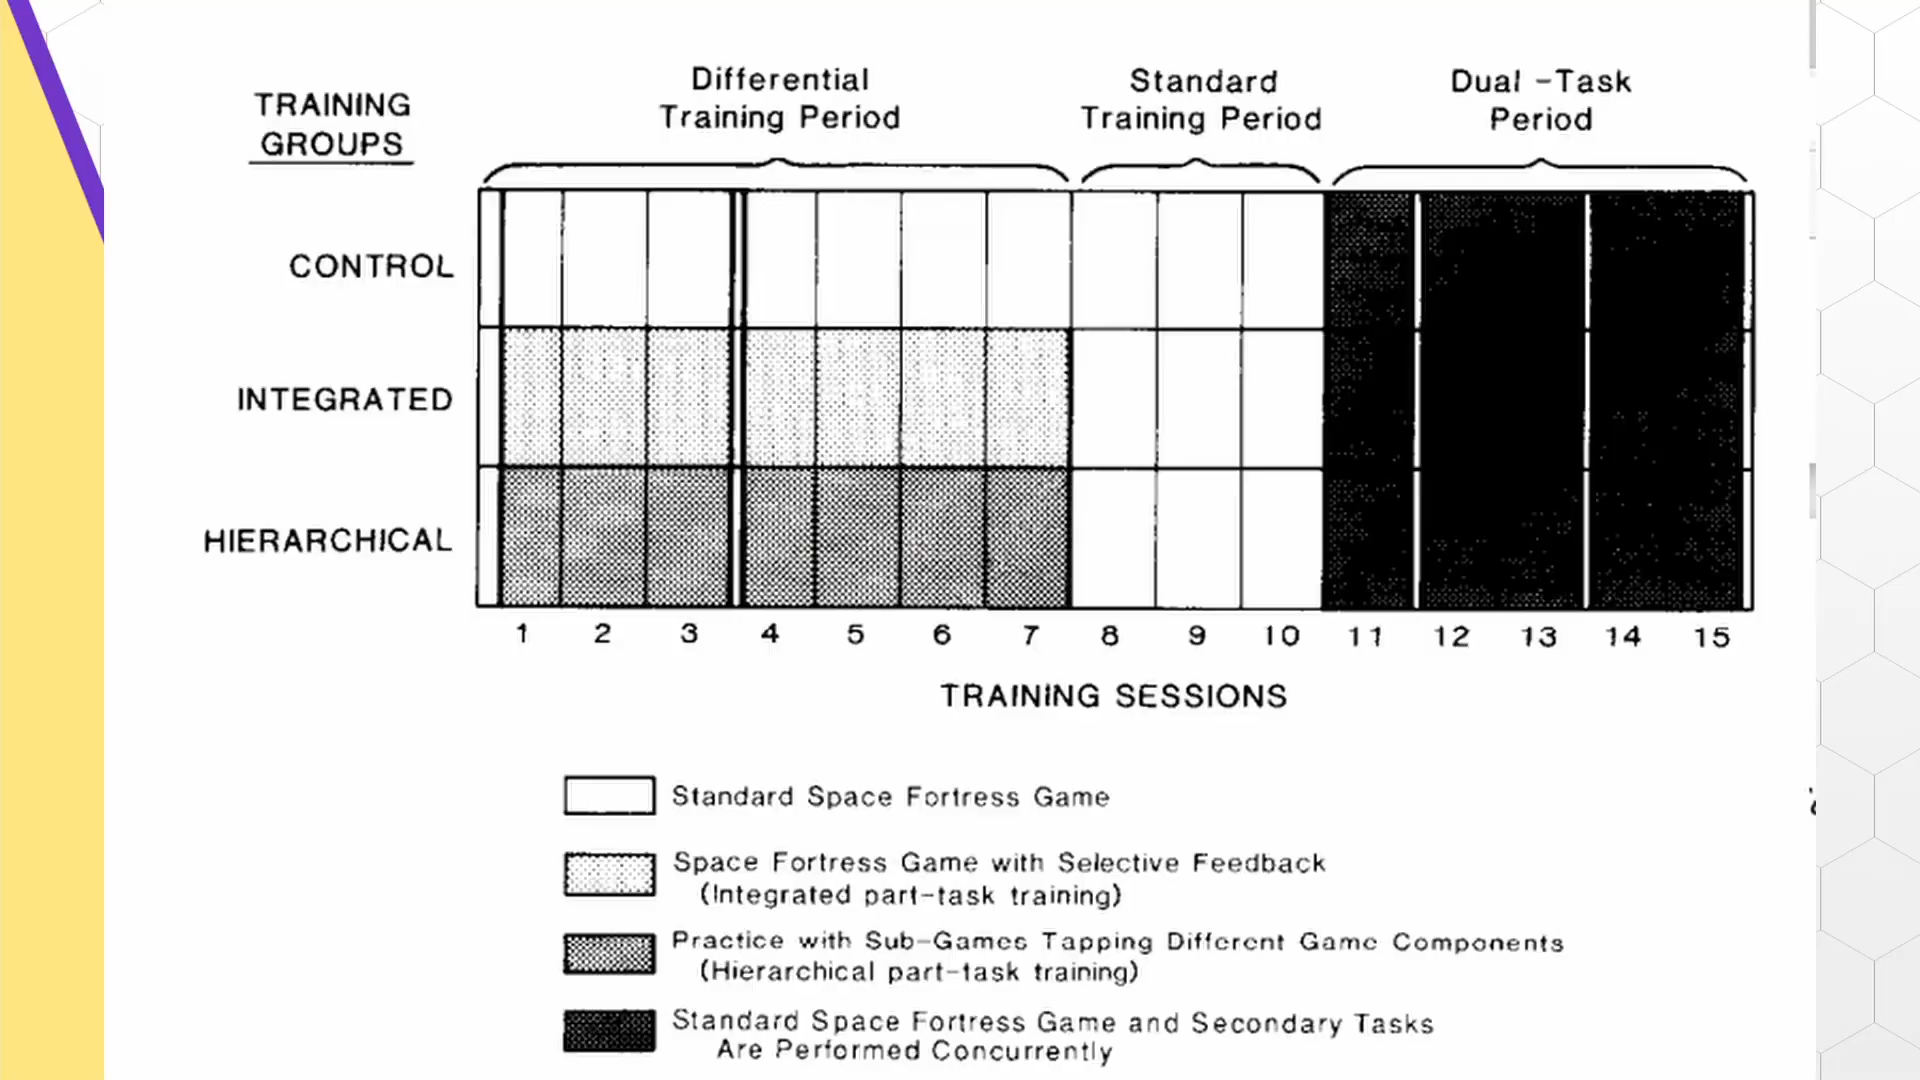 TRAINING
GROUPS
Differential
Training Period
Standard
Training Period
Dual-Task
Period
CONTROL
INTEGRATED
HIERARCHICAL
1 2 3 4 5 6 7 8 9 10 11 12 13 14 15
TRAINING SESSIONS
Standard Space Fortress Game
Space Fortress Game with Selective Feedback
(Integrated part-task training)
Practice with Sub-Games Tapping Different Game Components
(Hierarchical part-task training)
Standard Space Fortress Game and Secondary Tasks
Are Performed Concurrently